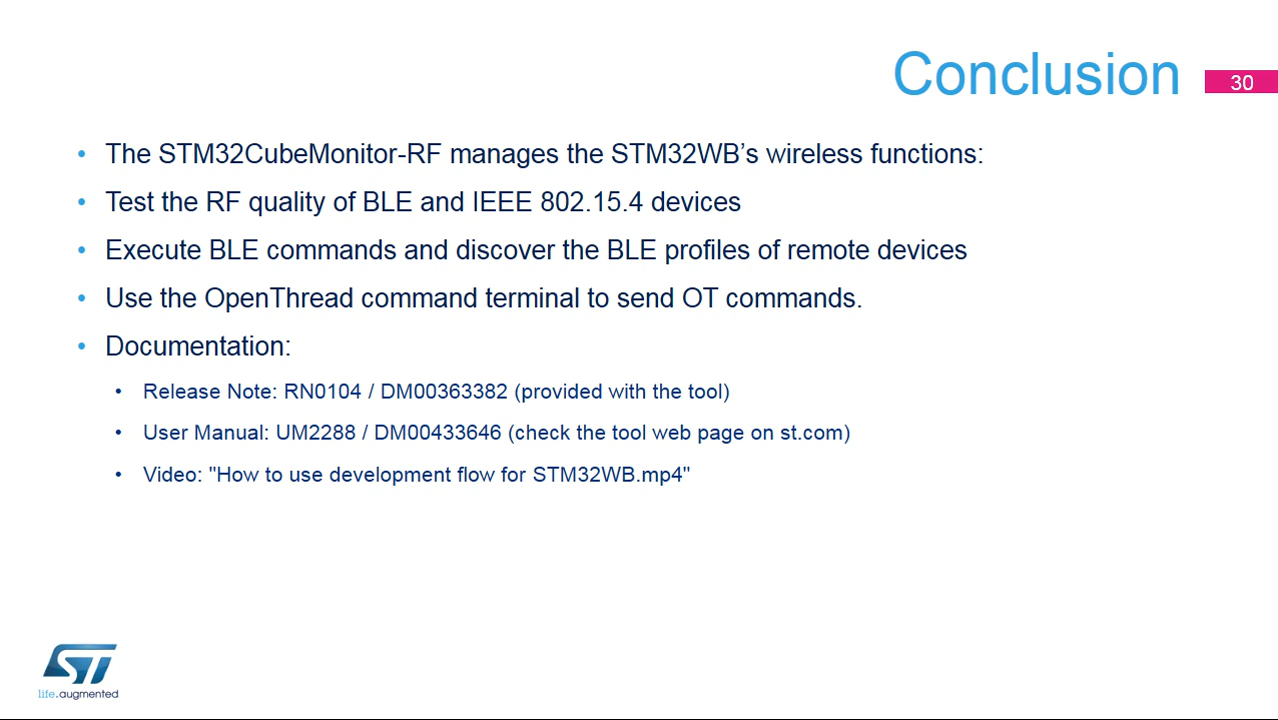 Conclusion
30
• The STM32CubeMonitor-RF manages the STM32WB’s wireless functions:
• Test the RF quality of BLE and IEEE 802.15.4 devices
• Execute BLE commands and discover the BLE profiles of remote devices
• Use the OpenThread command terminal to send OT commands.
• Documentation:
• Release Note: RN0104 / DM00363382 (provided with the tool)
• User Manual: UM2288 / DM00433646 (check the tool web page on st.com)
• Video: "How to use development flow for STM32WB.mp4"
ST
life.augmented